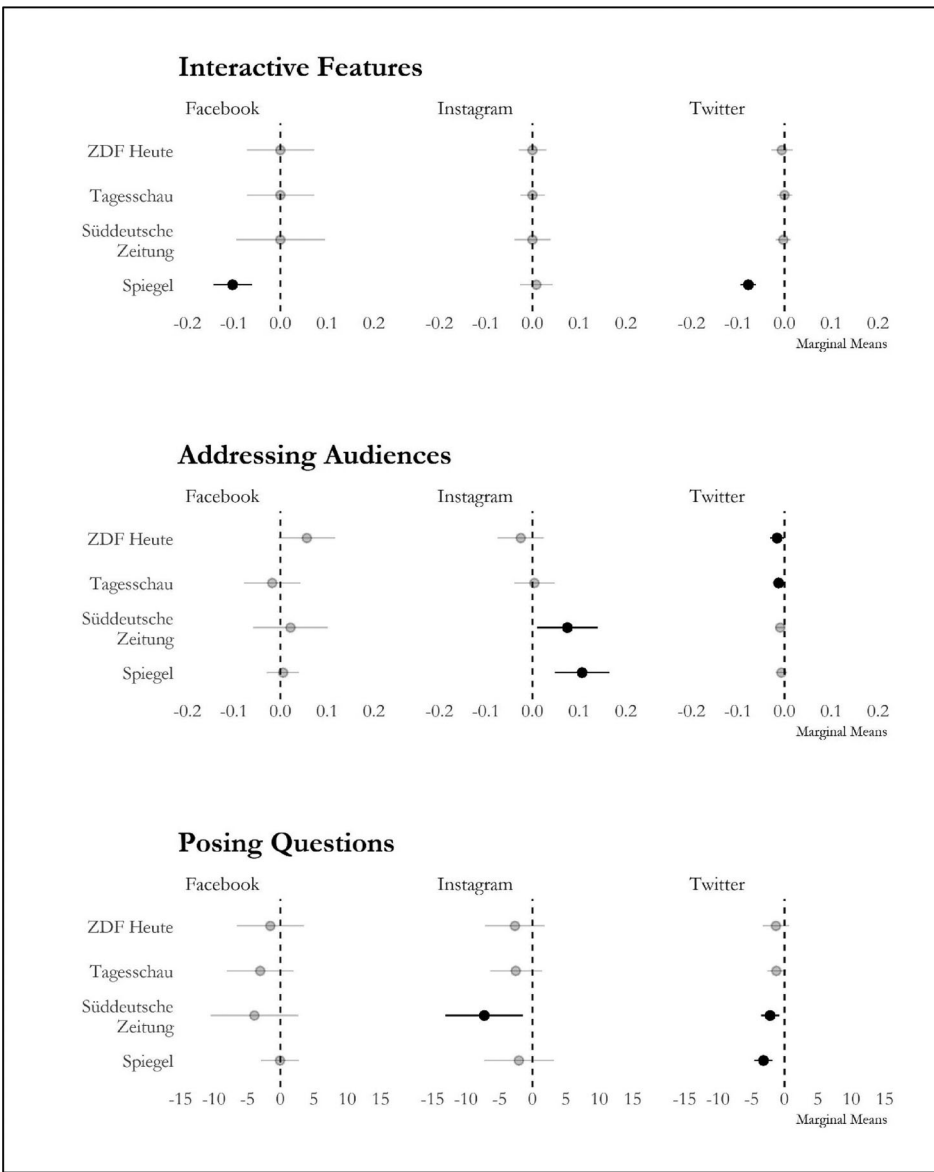 Interactive Features
Facebook Instagram Twitter
ZDF Heute
Tagesschau
Süddeutsche
Zeitung
Spiegel
-0.2 -0.1 0.0 0.1 0.2 -0.2 -0.1 0.0 0.1 0.2 -0.2 -0.1 0.0 0.1 0.2
Marginal Means
Addressing Audiences
Facebook Instagram Twitter
ZDF Heute
Tagesschau
Süddeutsche
Zeitung
Spiegel
-0.2 -0.1 0.0 0.1 0.2 -0.2 -0.1 0.0 0.1 0.2 -0.2 -0.1 0.0 0.1 0.2
Marginal Means
Posing Questions
Facebook Instagram Twitter
ZDF Heute
Tagesschau
Süddeutsche
Zeitung
Spiegel
-15 -10 -5 0 5 10 15 -15 -10 -5 0 5 10 15 -15 -10 -5 0 5 10 15
Marginal Means